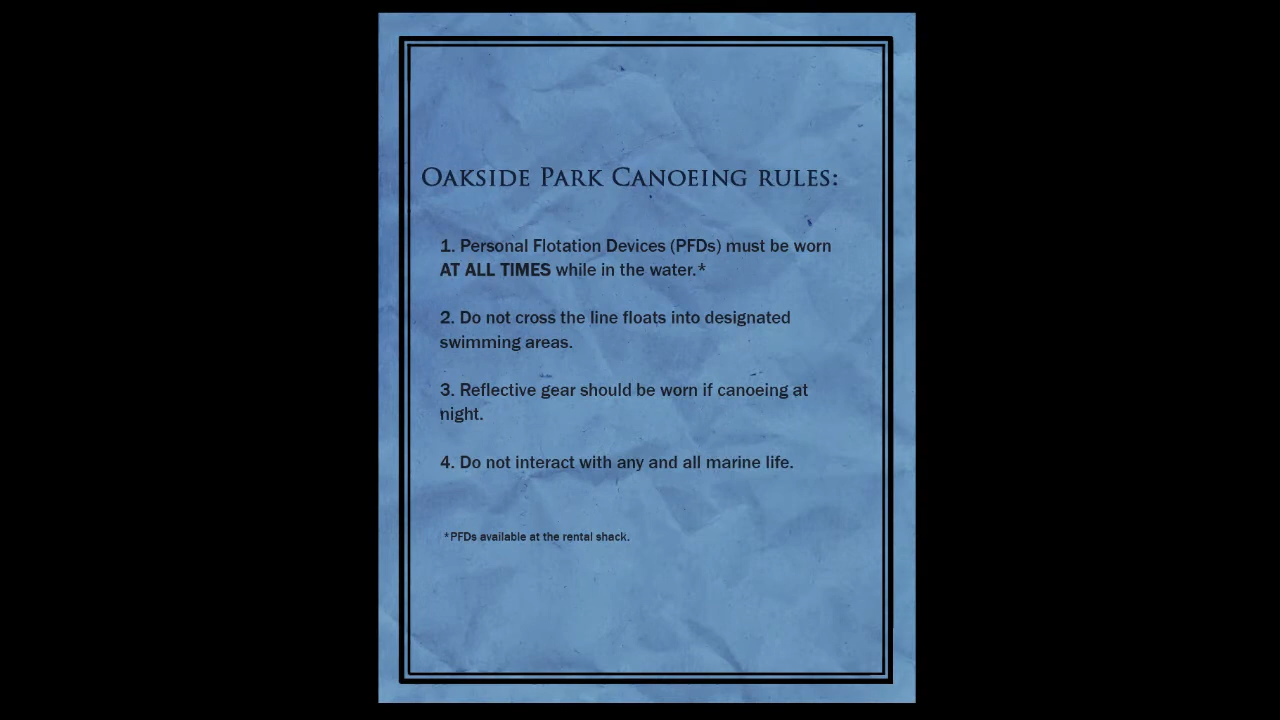 Oakside Park Canoeing rules:
1. Personal Flotation Devices (PFDs) must be worn
AT ALL TIMES while in the water.*
2. Do not cross the line floats into designated
swimming areas.
3. Reflective gear should be worn if canoeing at
night.
4. Do not interact with any and all marine life.
*PFDs available at the rental shack.